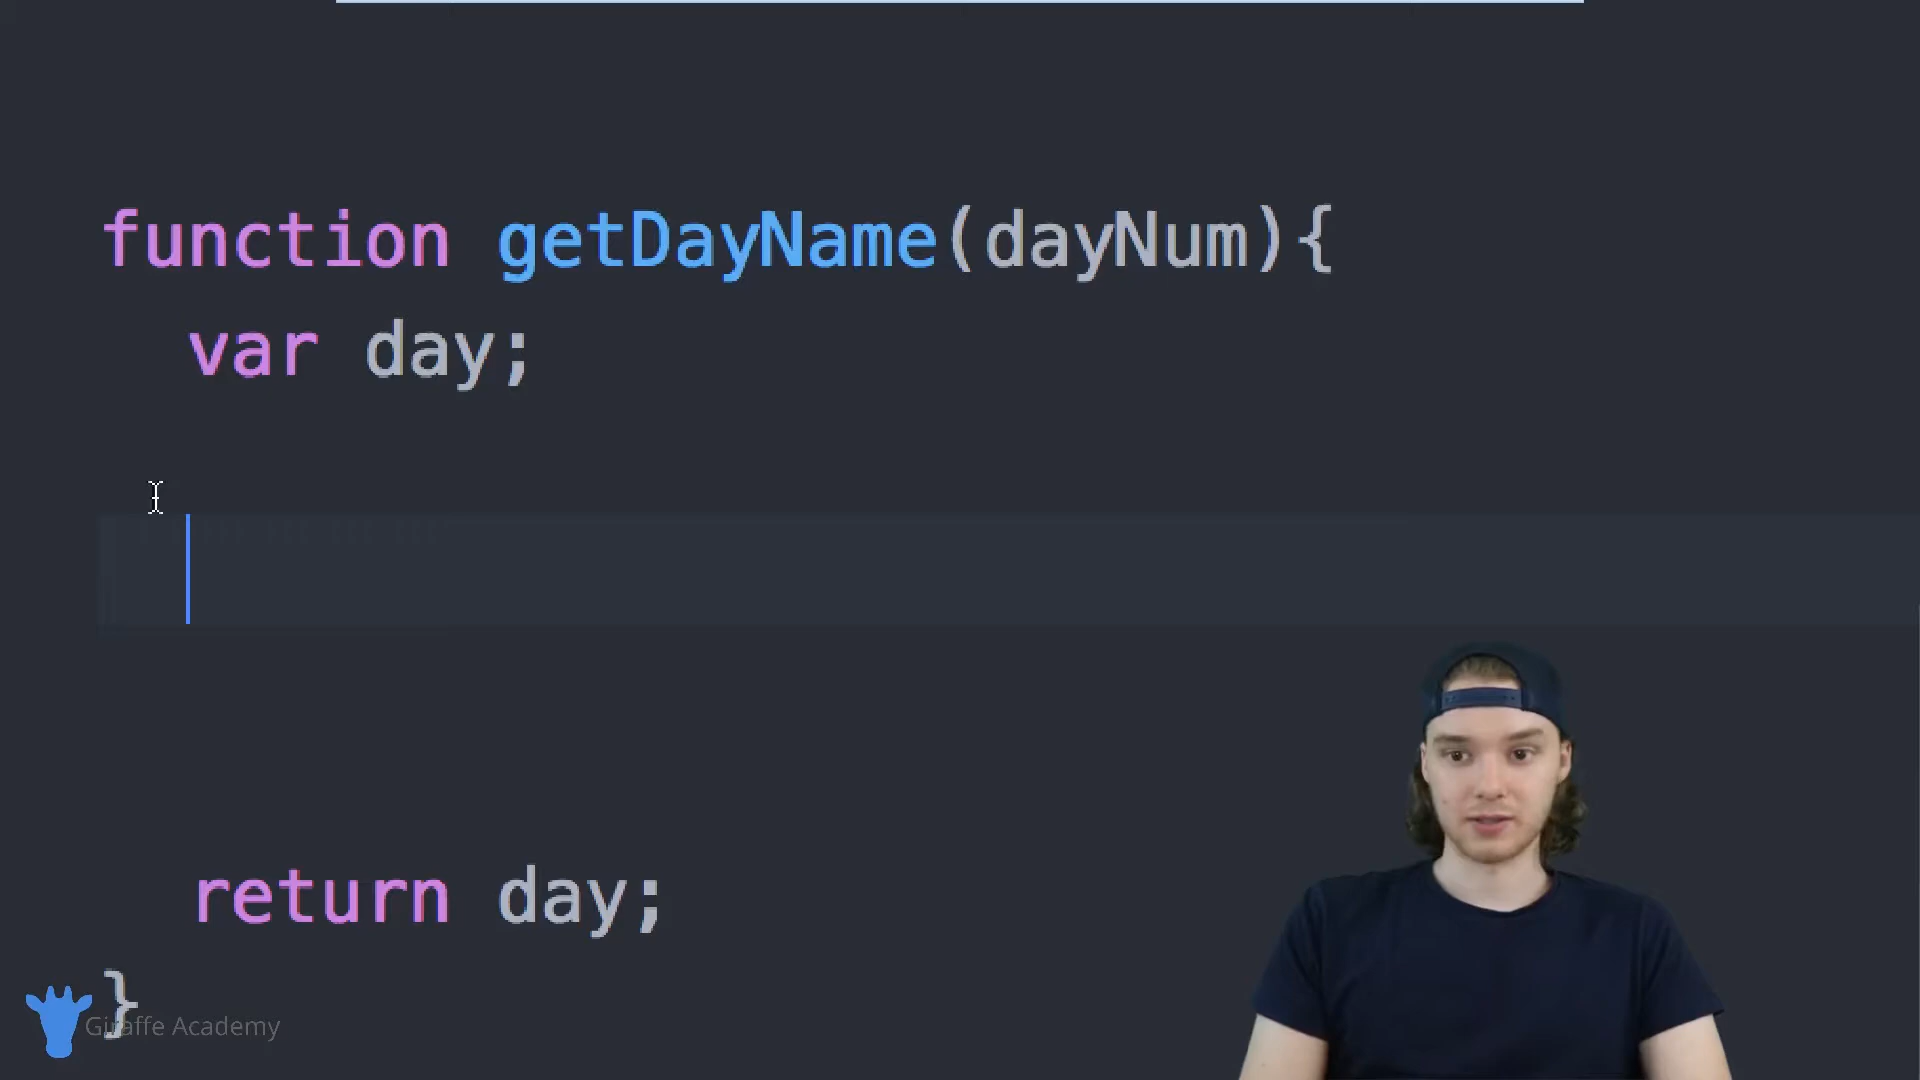 function getDayName(dayNum){
var day;
return day;
}
Giraffe Academy